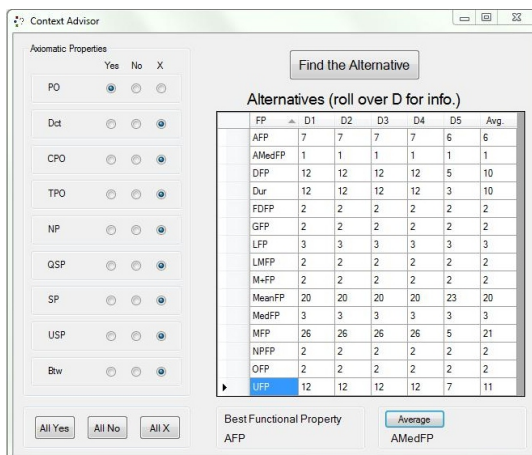 Context Advisor
Axiomatic Properties
Yes No X
PO
Dct
CPO
TPO
NP
QSP
SP
USP
Btw
All Yes All No All X
Find the Alternative
Alternatives (roll over D for info.)
FP D1 D2 D3 D4 D5 Avg.
AFP 7 7 7 7 6 6
AMedFP 1 1 1 1 1 1
DFP 12 12 12 12 5 10
Dur 12 12 12 12 3 10
FDFP 2 2 2 2 2 2
GFP 2 2 2 2 2 2
LFP 3 3 3 3 3 3
LMFP 2 2 2 2 2 2
M+FP 2 2 2 2 2 2
MeanFP 20 20 20 20 23 20
MedFP 3 3 3 3 3 3
MFP 26 26 26 26 5 21
NPFP 2 2 2 2 2 2
OFP 2 2 2 2 2 2
UFP 12 12 12 12 7 11
Best Functional Property
AFP
Average
AMedFP